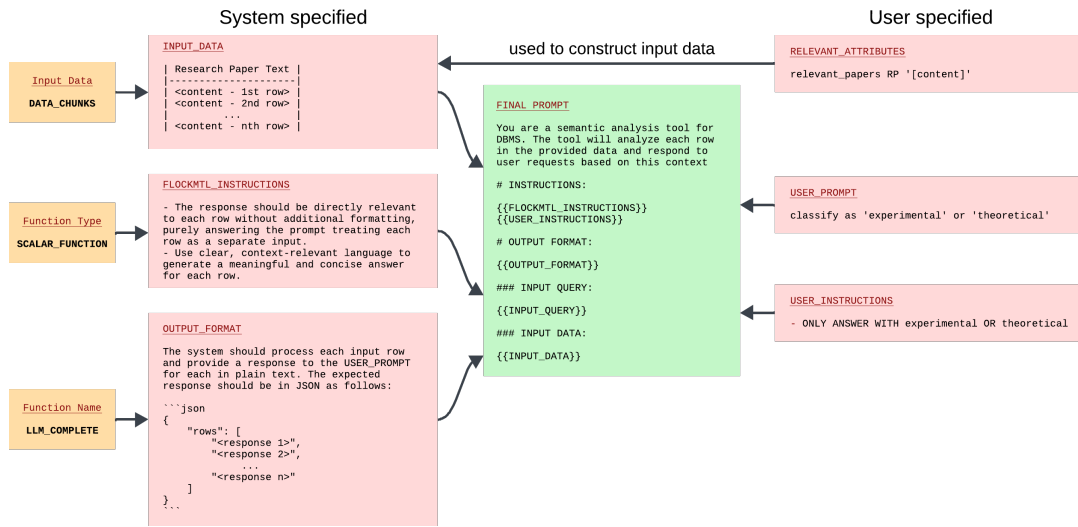 System specified
User specified
used to construct input data
Input Data
DATA_CHUNKS
INPUT_DATA
| Research Paper Text |
|---------------------|
| <content - 1st row> |
| <content - 2nd row> |
|         ...         |
| <content - nth row> |
Function Type
SCALAR_FUNCTION
FLOCKMTL_INSTRUCTIONS
- The response should be directly relevant
to each row without additional formatting,
purely answering the prompt treating each
row as a separate input.
- Use clear, context-relevant language to
generate a meaningful and concise answer
for each row.
Function Name
LLM_COMPLETE
OUTPUT_FORMAT
The system should process each input row
and provide a response to the USER_PROMPT
for each in plain text. The expected
response should be in JSON as follows:
```json
{
    "rows": [
        "<response 1>",
        "<response 2>",
             ...
        "<response n>"
    ]
}
```
FINAL PROMPT
You are a semantic analysis tool for
DBMS. The tool will analyze each row
in the provided data and respond to
user requests based on this context
# INSTRUCTIONS:
{{FLOCKMTL_INSTRUCTIONS}}
{{USER_INSTRUCTIONS}}
# OUTPUT FORMAT:
{{OUTPUT_FORMAT}}
### INPUT QUERY:
{{INPUT_QUERY}}
### INPUT DATA:
{{INPUT_DATA}}
RELEVANT_ATTRIBUTES
relevant_papers RP '[content]'
USER_PROMPT
classify as 'experimental' or 'theoretical'
USER_INSTRUCTIONS
- ONLY ANSWER WITH experimental OR theoretical